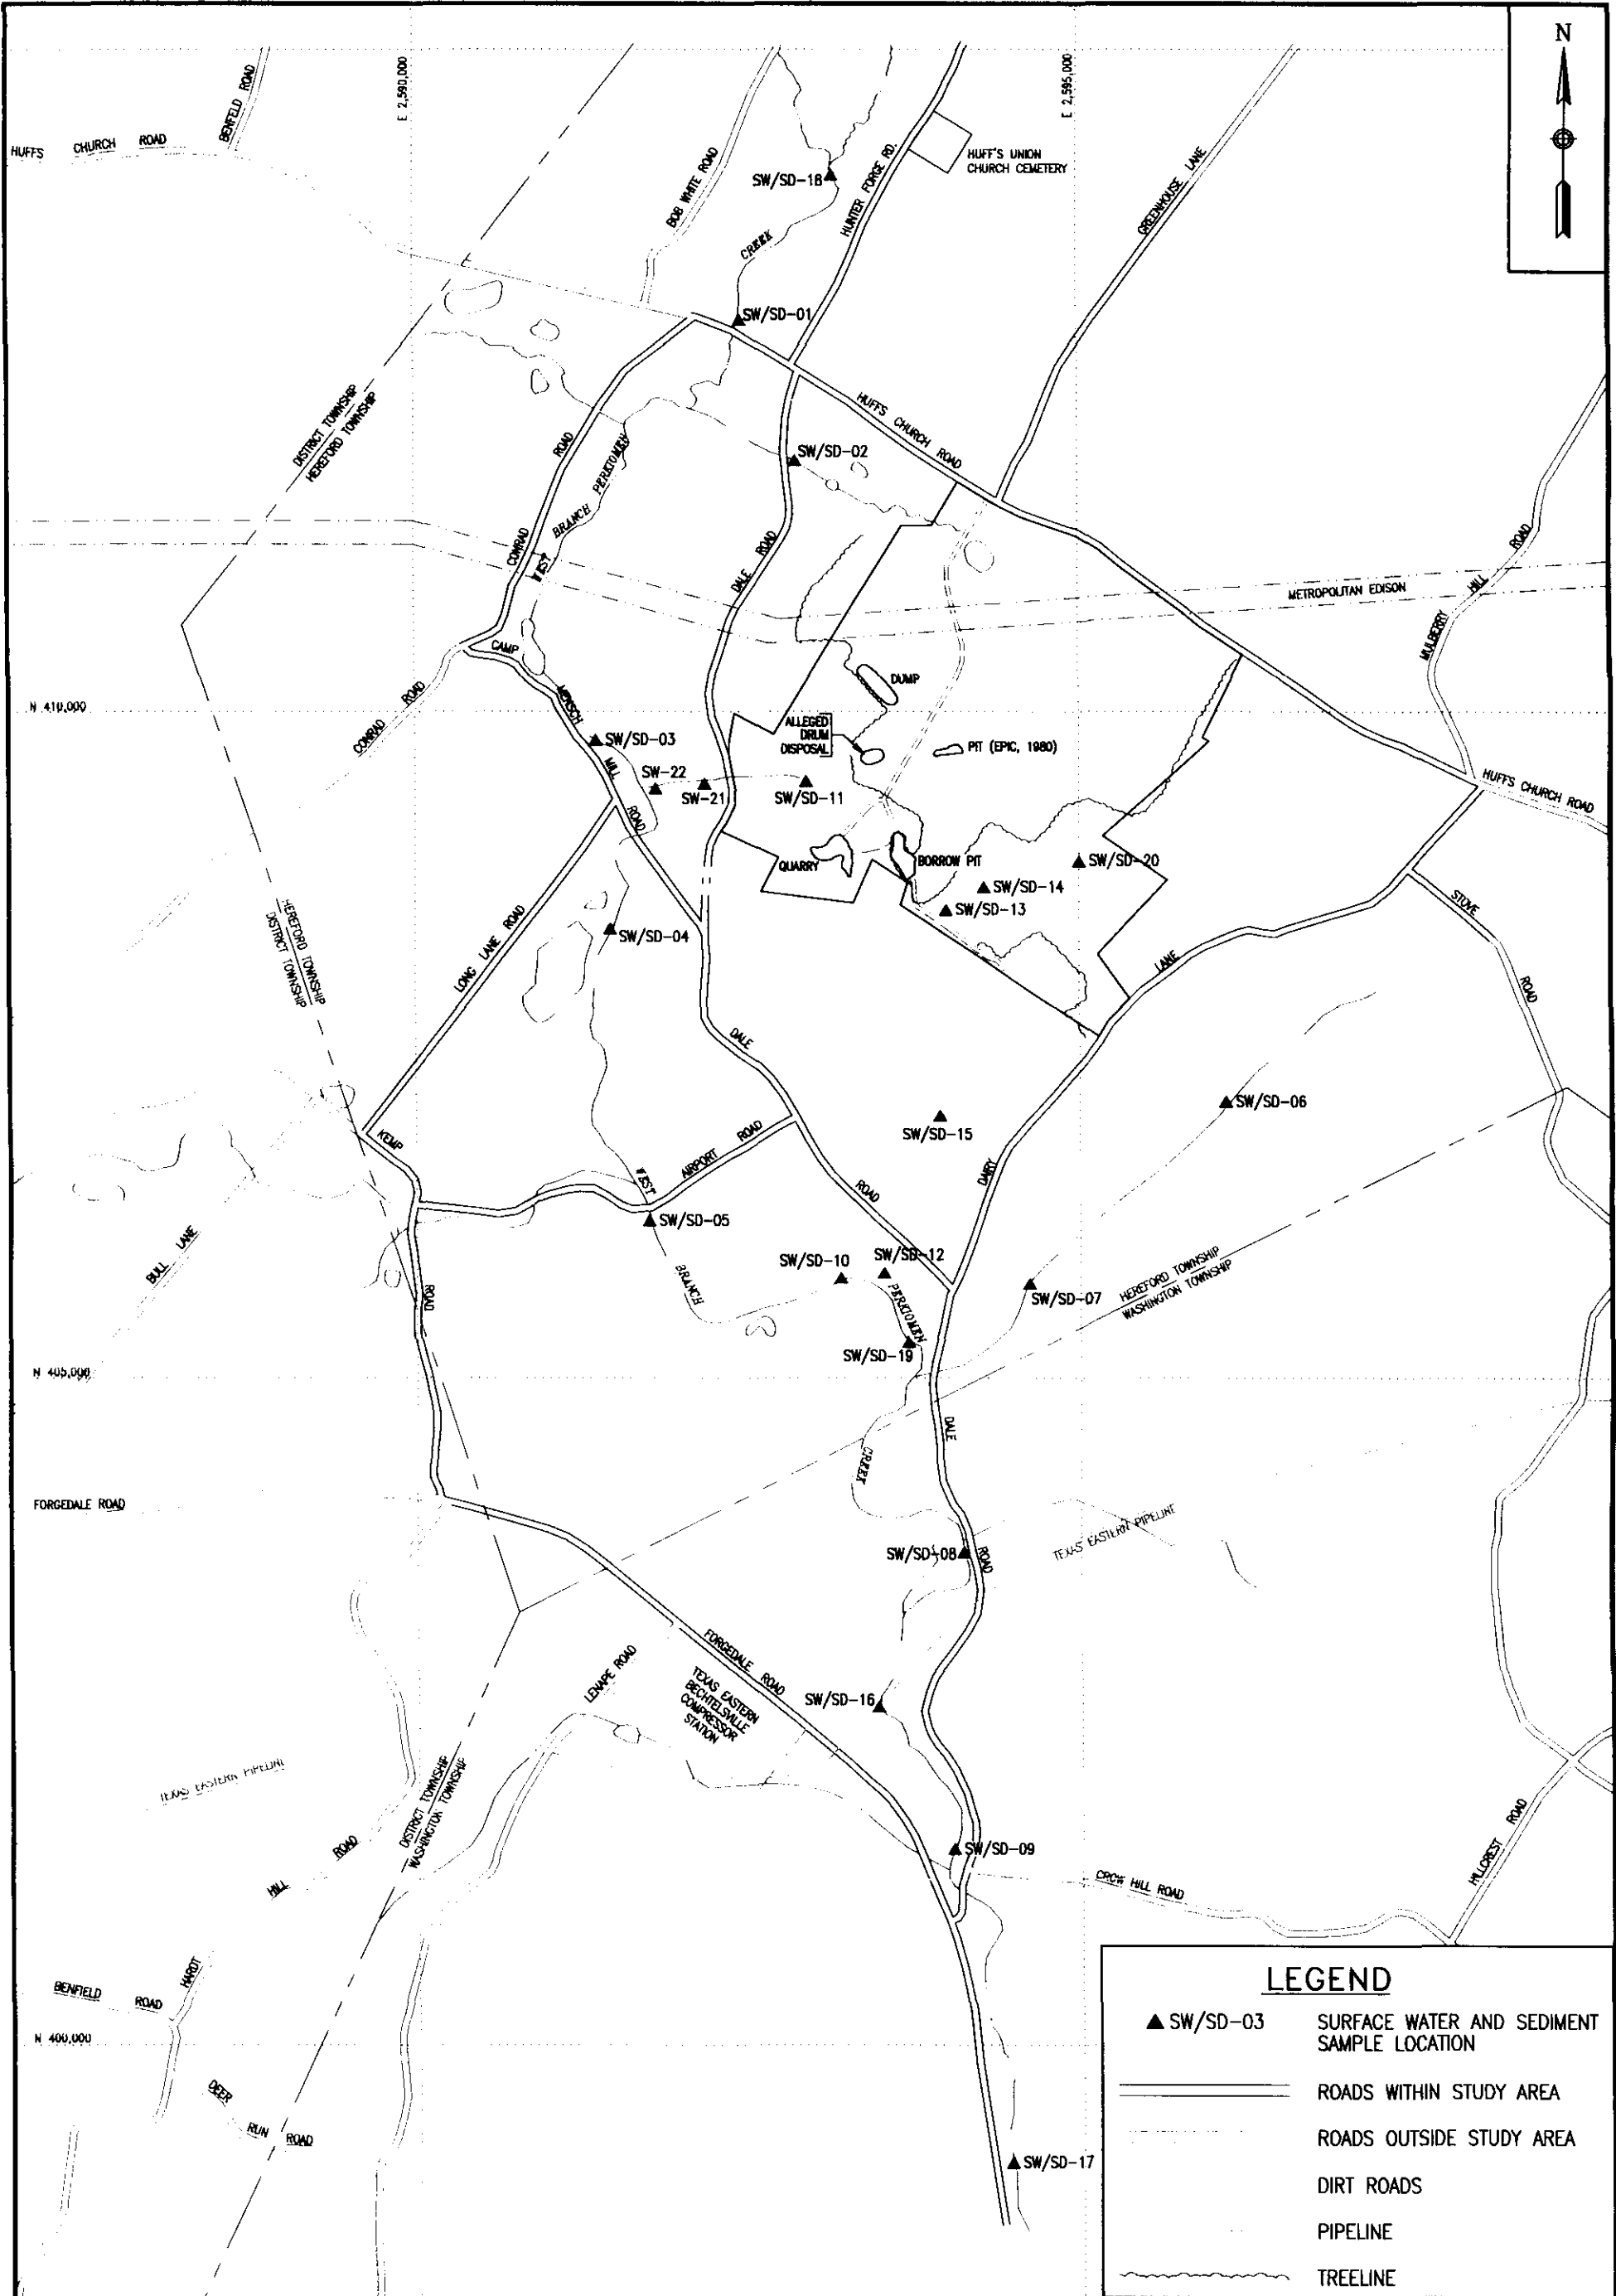 N
E 2,590,000
E 2,595,000
BENFELD ROAD
HUFFS CHURCH ROAD
BOB WHITE ROAD
SW/SD-18
HUNTER FORGE RD.
HUFF'S UNION
CHURCH CEMETERY
GREENHOUSE LANE
CREEK
SW/SD-01
DISTRICT TOWNSHIP
HEREFORD TOWNSHIP
CONRAD ROAD
WEST BRANCH PERKIOMEN
HUFFS CHURCH ROAD
SW/SD-02
DALE ROAD
METROPOLITAN EDISON
MULBERRY HILL ROAD
CAMP MENSCH MILL ROAD
CONRAD ROAD
N 410,000
DUMP
ALLEGED
DRUM
DISPOSAL
PIT (EPIC, 1980)
SW/SD-03
SW-22
SW-21
SW/SD-11
HUFFS CHURCH ROAD
QUARRY
BORROW PIT
SW/SD-20
SW/SD-14
SW/SD-13
STOVE ROAD
HEREFORD TOWNSHIP
DISTRICT TOWNSHIP
LONG LANE ROAD
SW/SD-04
DAIRY LANE
DALE ROAD
SW/SD-06
SW/SD-15
KEMP ROAD
AIRPORT ROAD
WEST BRANCH PERKIOMEN CREEK
SW/SD-05
BULL LANE
SW/SD-10
SW/SD-12
SW/SD-07
HEREFORD TOWNSHIP
WASHINGTON TOWNSHIP
SW/SD-19
N 405,000
DALE ROAD
FORGEDALE ROAD
TEXAS EASTERN PIPELINE
SW/SD-08
FORGEDALE ROAD
LENAPE ROAD
TEXAS EASTERN
BECHTELSVILLE
COMPRESSOR
STATION
SW/SD-16
TEXAS EASTERN PIPELINE
DISTRICT TOWNSHIP
WASHINGTON TOWNSHIP
HARDT HILL ROAD
SW/SD-09
CROW HILL ROAD
HILLCREST ROAD
BENFIELD ROAD
N 400,000
DEER RUN ROAD
SW/SD-17
LEGEND
SW/SD-03 SURFACE WATER AND SEDIMENT
SAMPLE LOCATION
ROADS WITHIN STUDY AREA
ROADS OUTSIDE STUDY AREA
DIRT ROADS
PIPELINE
TREELINE